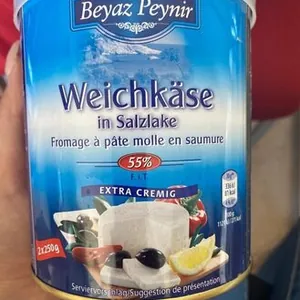 Beyaz Peynir
Weichkäse
in Salzlake
Fromage à pâte molle en saumure
55%
F.i.T.
EXTRA CREMIG
2x250g
Serviervorschlag/Suggestion de présentation